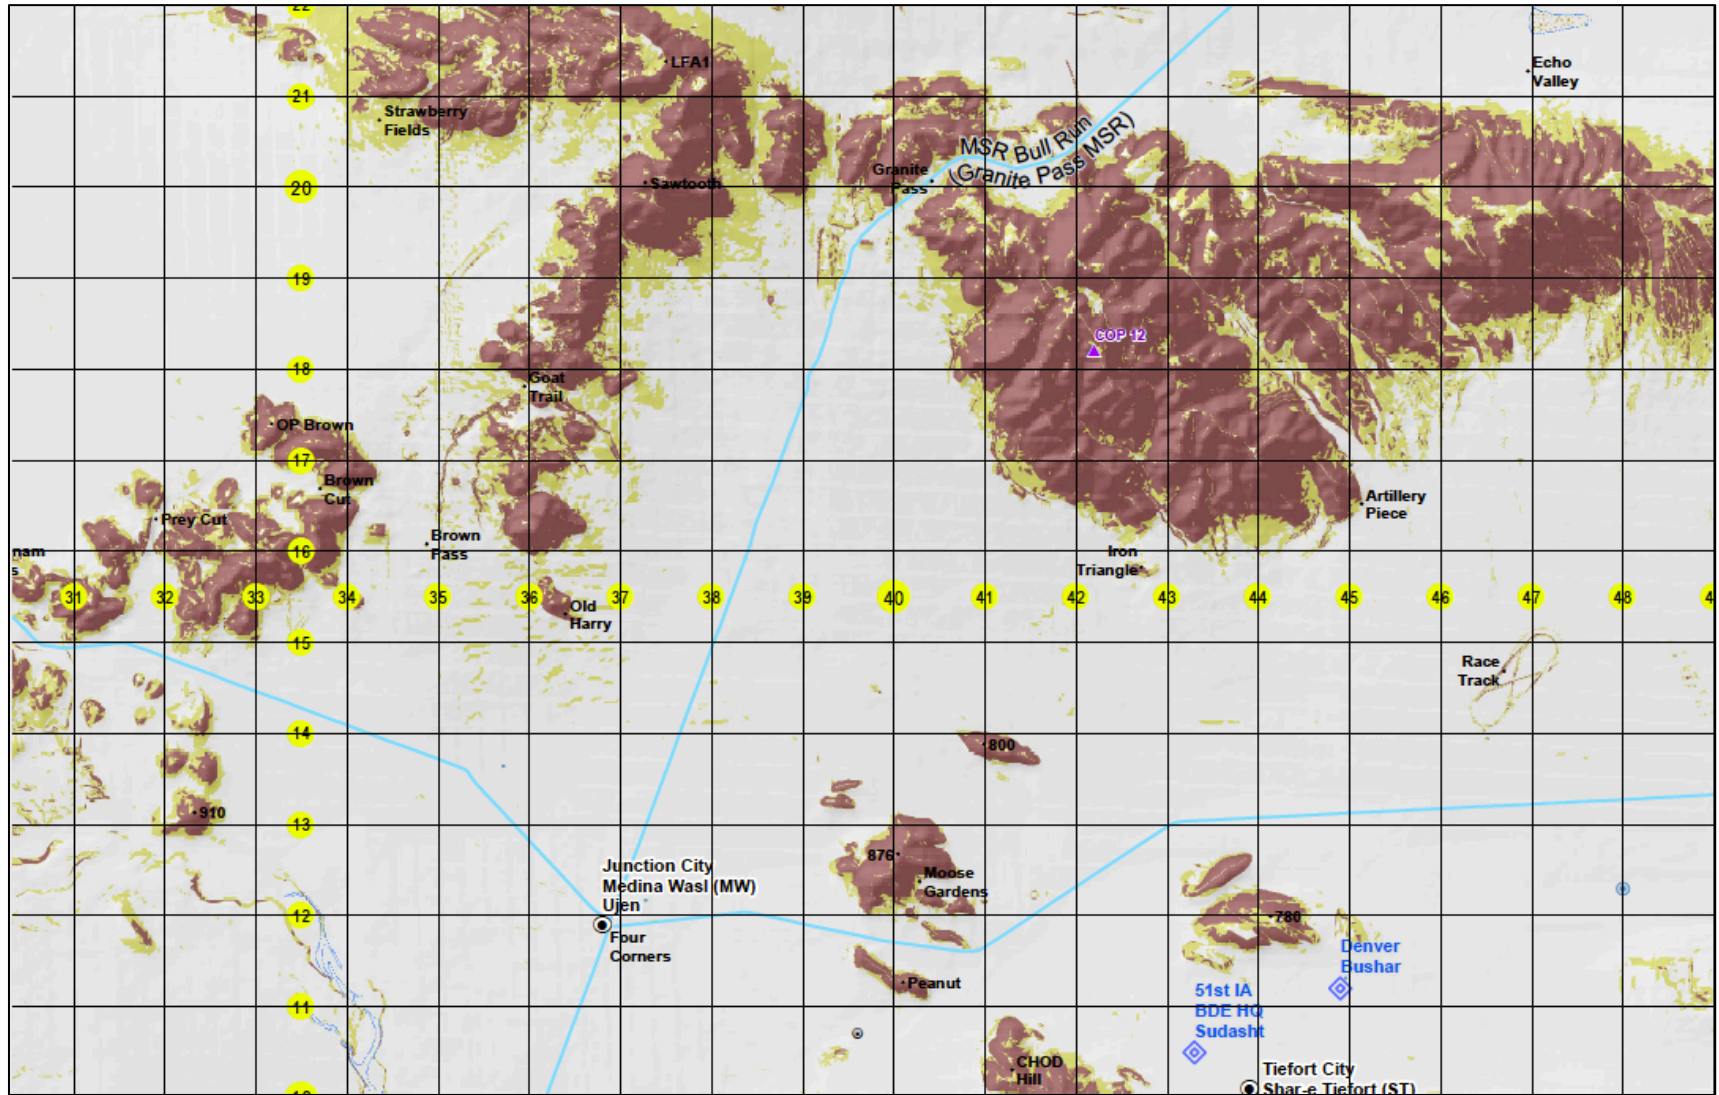 22
LFA1
Echo
Valley
21
Strawberry
Fields
MSR Bull Run
(Granite Pass MSR)
Granite
Pass
20
Sawtooth
19
COP 12
18
Goat
Trail
OP Brown
17
Brown
Cut
Artillery
Piece
Prey Cut
Brown
Pass
16
nam
s
Iron
Triangle
31 32 33 34 35 36 37 38 39 40 41 42 43 44 45 46 47 48
Old
Harry
15
Race
Track
14
800
910
13
876
Moose
Gardens
Junction City
Medina Wasl (MW)
Ujen
12
780
Four
Corners
Denver
Bushar
Peanut
51st IA
BDE HQ
Sudasht
11
CHOD
Hill
Tiefort City
Shar-e Tiefort (ST)
10